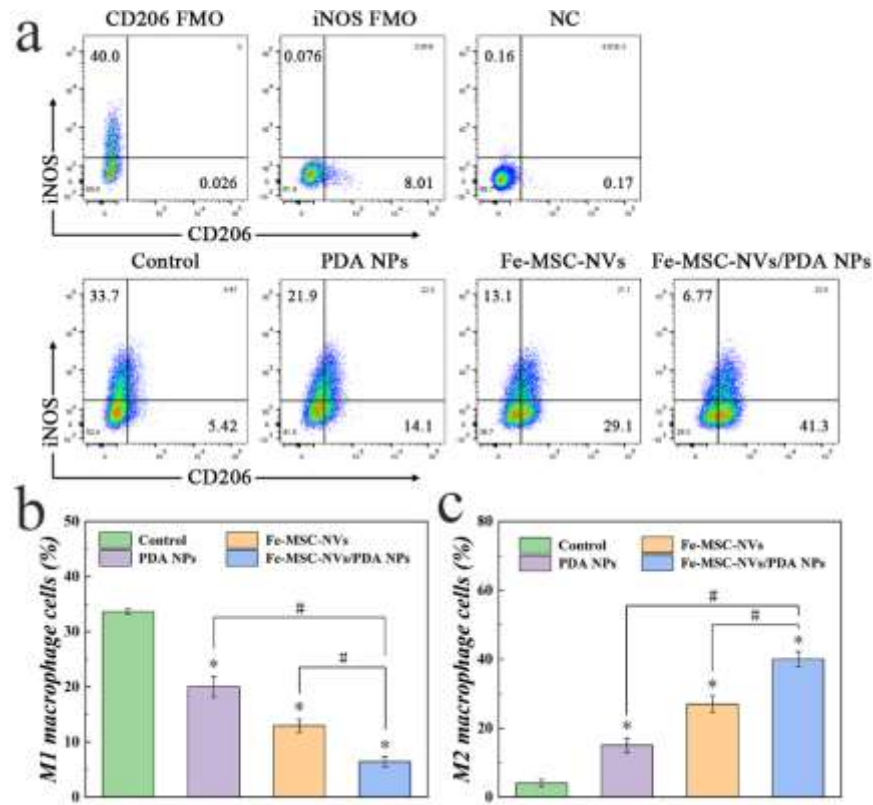 a
CD206 FMO
iNOS FMO
NC
40.0
0.026
0.076
8.01
0.16
0.17
iNOS
CD206
Control
PDA NPs
Fe-MSC-NVs
Fe-MSC-NVs/PDA NPs
33.7
5.42
21.9
14.1
13.1
29.1
6.77
41.3
iNOS
CD206
b
M1 macrophage cells (%)
50
40
30
20
10
0
Control
Fe-MSC-NVs
PDA NPs
Fe-MSC-NVs/PDA NPs
#
#
*
*
*
c
M2 macrophage cells (%)
80
60
40
20
0
Control
Fe-MSC-NVs
PDA NPs
Fe-MSC-NVs/PDA NPs
#
#
*
*
*